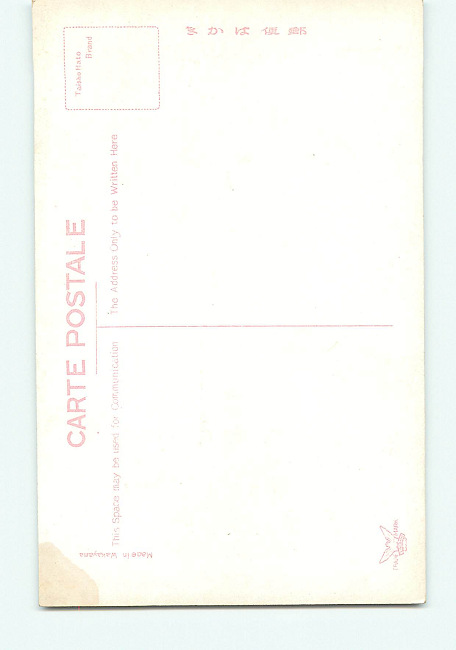 きかは便郵
Brand
CARTE POSTALE
The Address Only to be Written Here
This Space may be used for Communication
Made in Wakayama